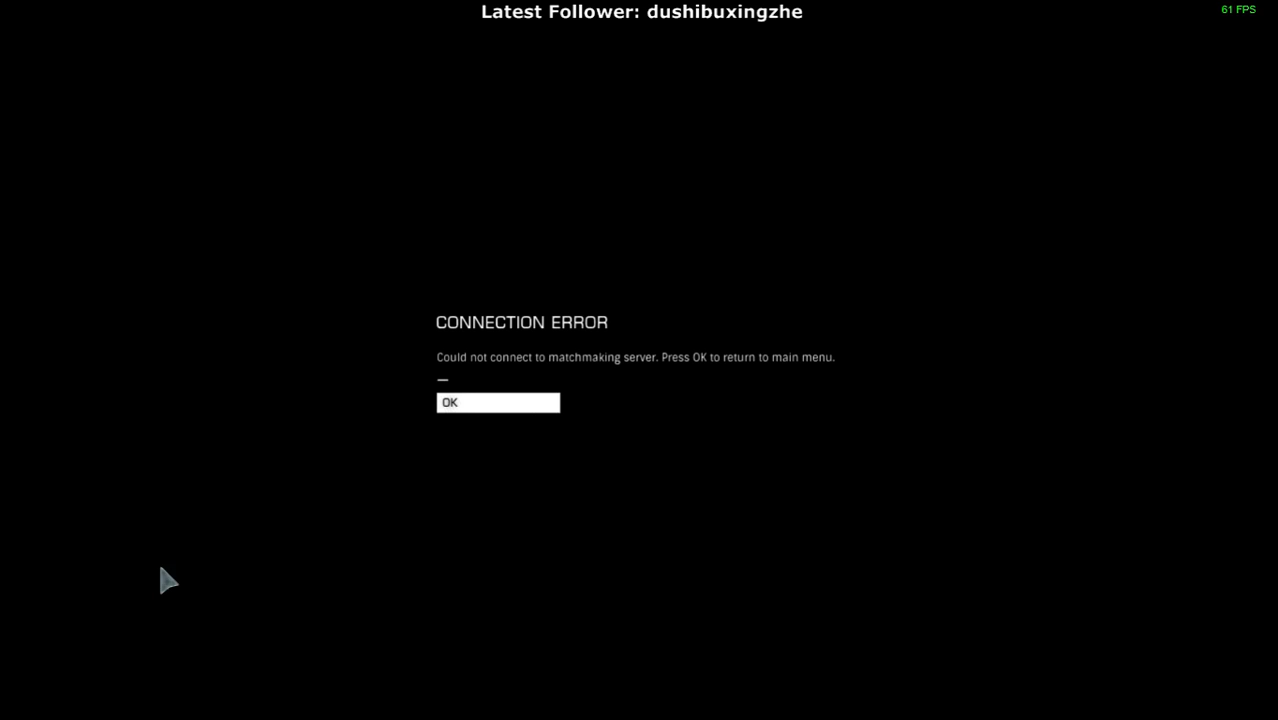 Latest Follower: dushibuxingzhe
61 FPS
CONNECTION ERROR
Could not connect to matchmaking server. Press OK to return to main menu.
OK